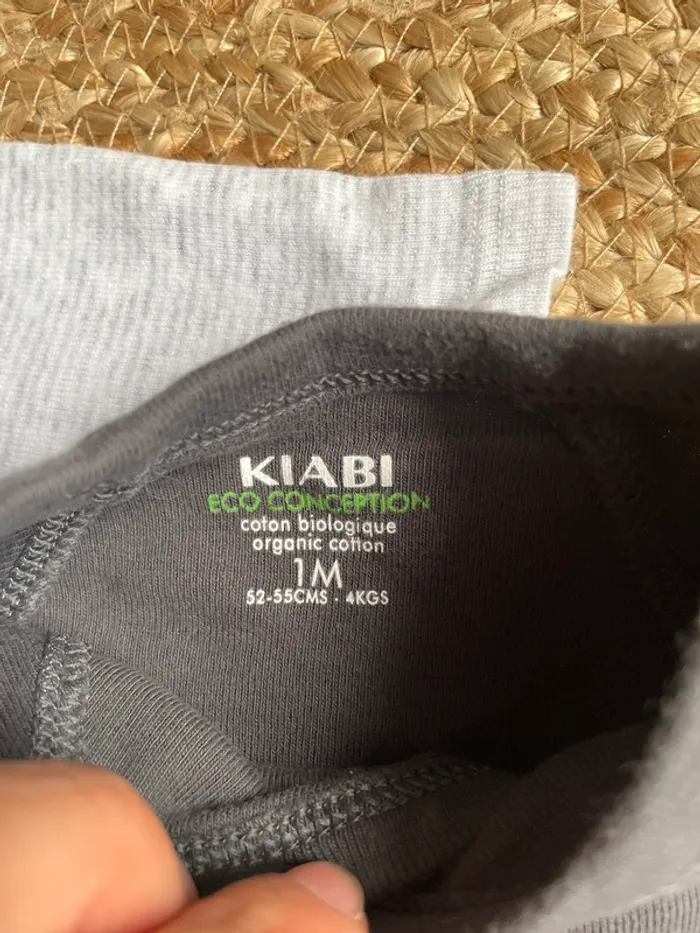 KIABI
ECO CONCEPTION
coton biologique
organic cotton
1M
52-55CMS - 4KGS